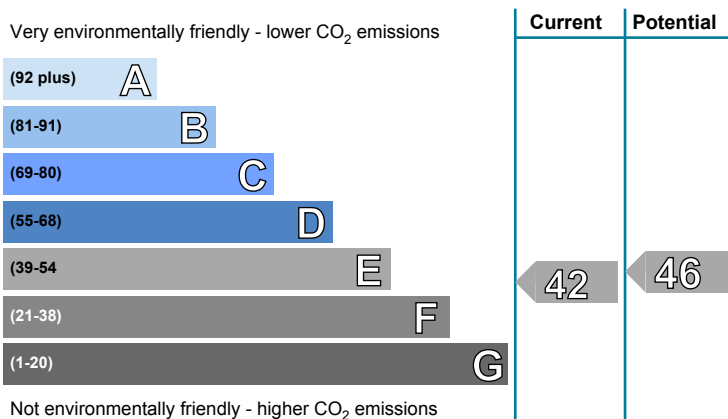 Current Potential
Very environmentally friendly - lower CO2 emissions
(92 plus) A
(81-91) B
(69-80) C
(55-68) D
(39-54 E
42 46
(21-38) F
(1-20) G
Not environmentally friendly - higher CO2 emissions